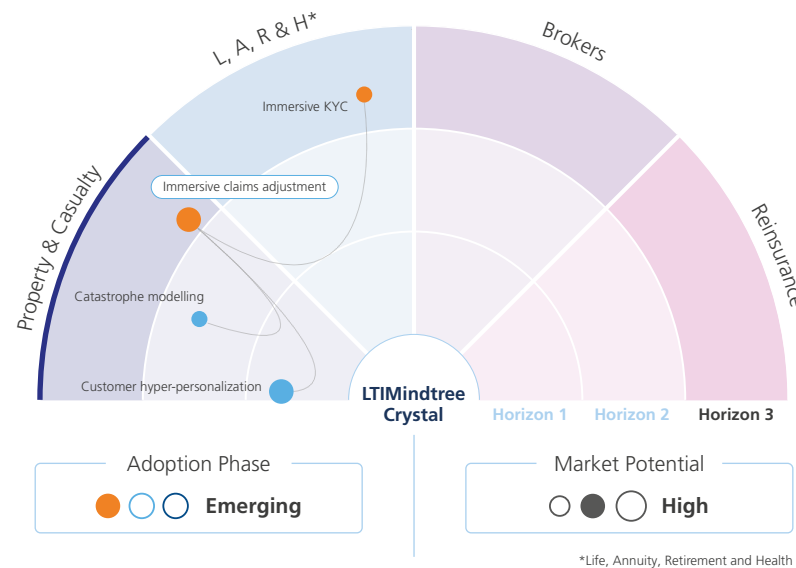 L, A, R & H*
Brokers
Property & Casualty
Reinsurance
Immersive KYC
Immersive claims adjustment
Catastrophe modelling
Customer hyper-personalization
LTIMindtree
Crystal
Horizon 1
Horizon 2
Horizon 3
Adoption Phase
Emerging
Market Potential
High
*Life, Annuity, Retirement and Health